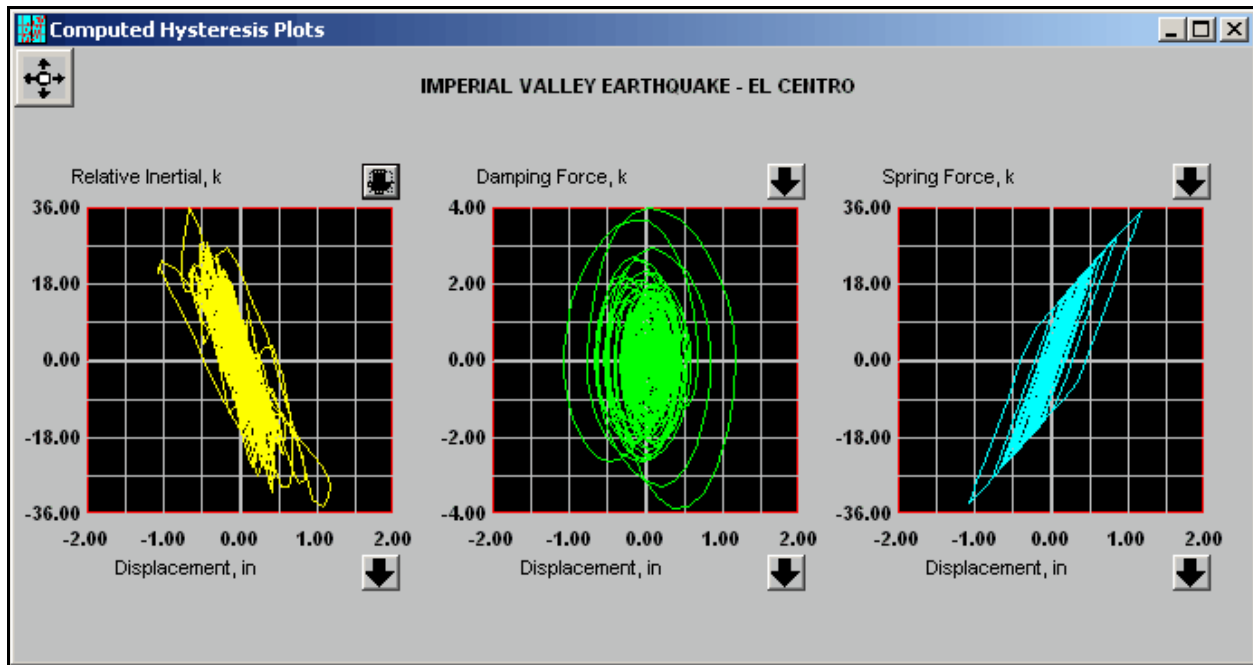 Computed Hysteresis Plots
IMPERIAL VALLEY EARTHQUAKE - EL CENTRO
Relative Inertial, k
36.00
18.00
0.00
-18.00
-36.00
-2.00 -1.00 0.00 1.00 2.00
Displacement, in
Damping Force, k
4.00
2.00
0.00
-2.00
-4.00
-2.00 -1.00 0.00 1.00 2.00
Displacement, in
Spring Force, k
36.00
18.00
0.00
-18.00
-36.00
-2.00 -1.00 0.00 1.00 2.00
Displacement, in